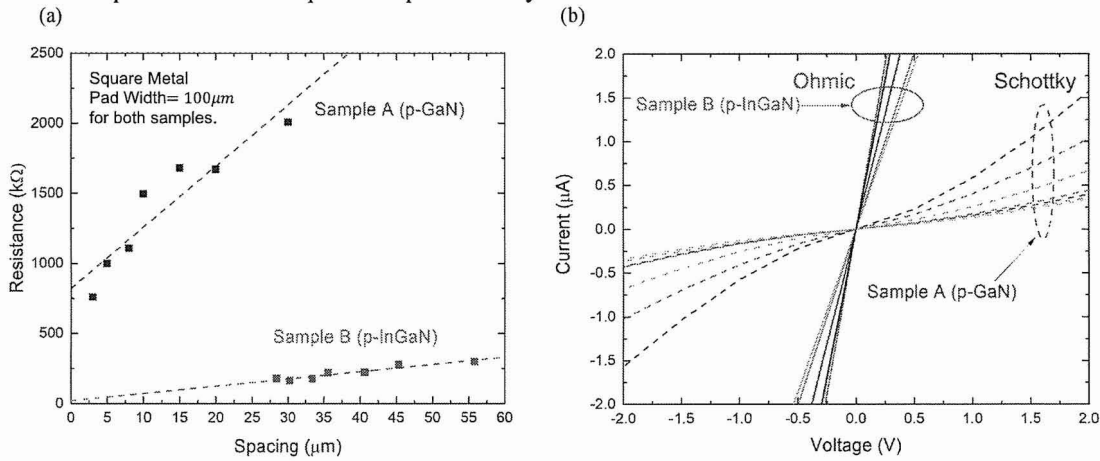 (a)
(b)
2500
2000
1500
1000
500
0
Resistance (kΩ)
Square Metal
Pad Width= 100μm
for both samples.
Sample A (p-GaN)
Sample B (p-InGaN)
0 5 10 15 20 25 30 35 40 45 50 55 60
Spacing (μm)
2.0
1.5
1.0
0.5
0.0
-0.5
-1.0
-1.5
-2.0
Current (μA)
Ohmic
Schottky
Sample B (p-InGaN)
Sample A (p-GaN)
-2.0 -1.5 -1.0 -0.5 0.0 0.5 1.0 1.5 2.0
Voltage (V)